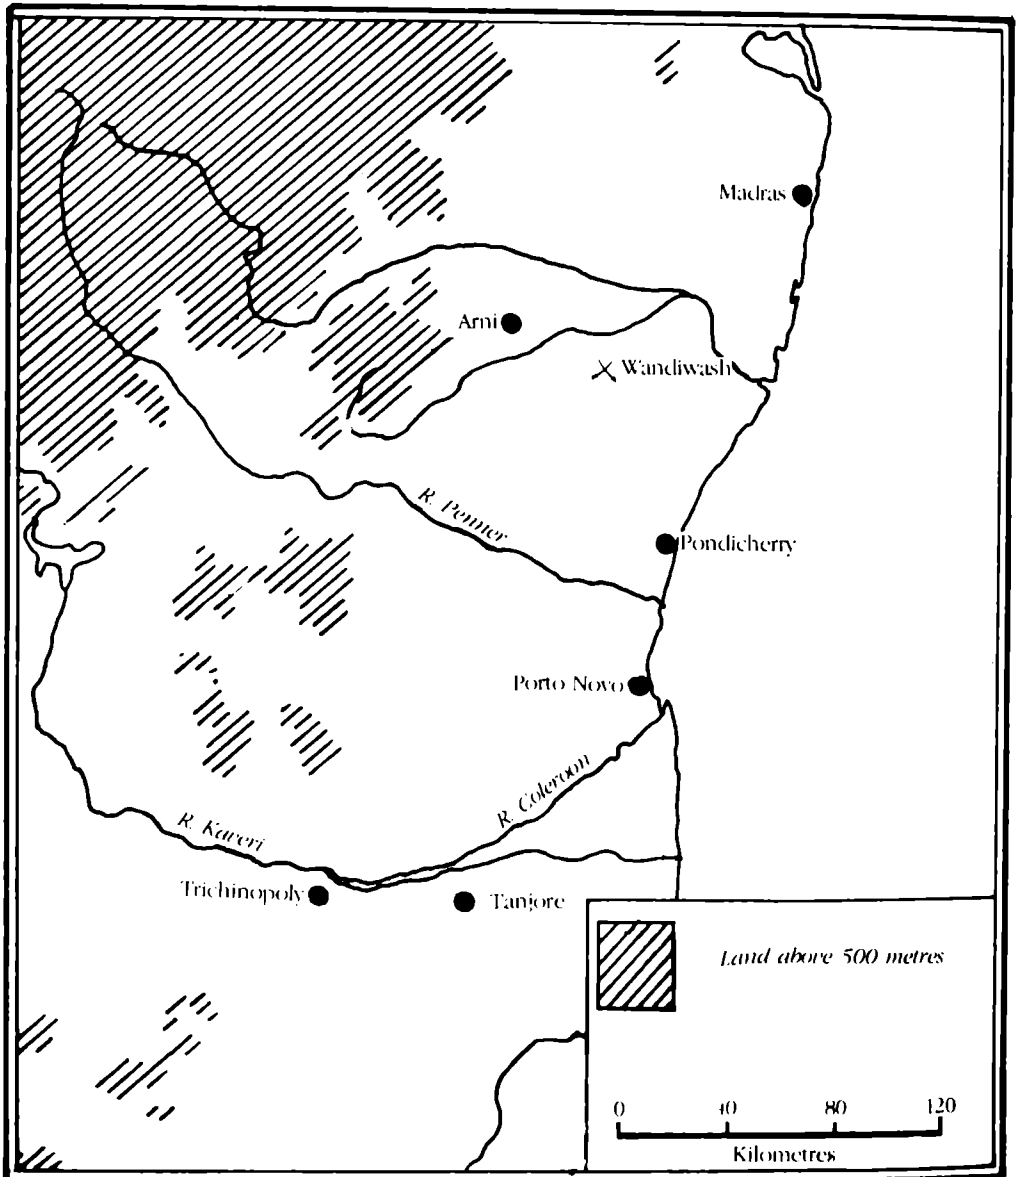 Madras
Arni
Wandiwash
R. Penner
Pondicherry
Porto Novo
R. Coleroon
R. Kaveri
Trichinopoly
Tanjore
Land above 500 metres
0 40 80 120
Kilometres